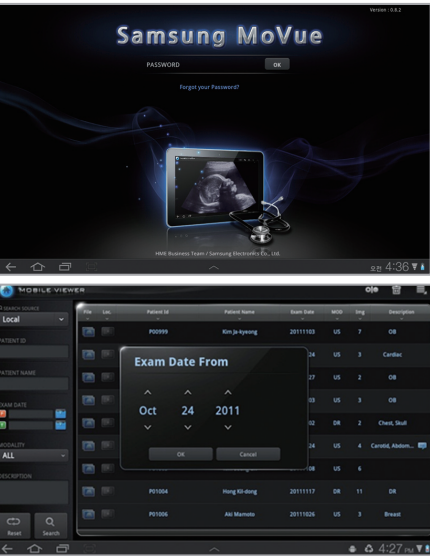 Version : 0.8.2
Samsung MoVue
PASSWORD OK
Forgot your Password?
HME Business Team / Samsung Electronics Co., Ltd.
오전 4:36
MOBILE VIEWER
SEARCH SOURCE
Local
PATIENT ID
PATIENT NAME
EXAM DATE
MODALITY
ALL
DESCRIPTION
Reset Search
File Loc. Patient Id Patient Name Exam Date MOD Img Description
P00999 Kim Ja-kyeong 20111103 US 7 OB
24 US 3 Cardiac
27 US 2 OB
03 US 3 OB
02 DR 2 Chest, Skull
24 US 4 Carotid, Abdom...
08 US 6
P01004 Hong Kil-dong 20111117 DR 11 DR
P01006 Aki Mamoto 20111026 US 3 Breast
Exam Date From
Oct 24 2011
OK Cancel
4:27 PM